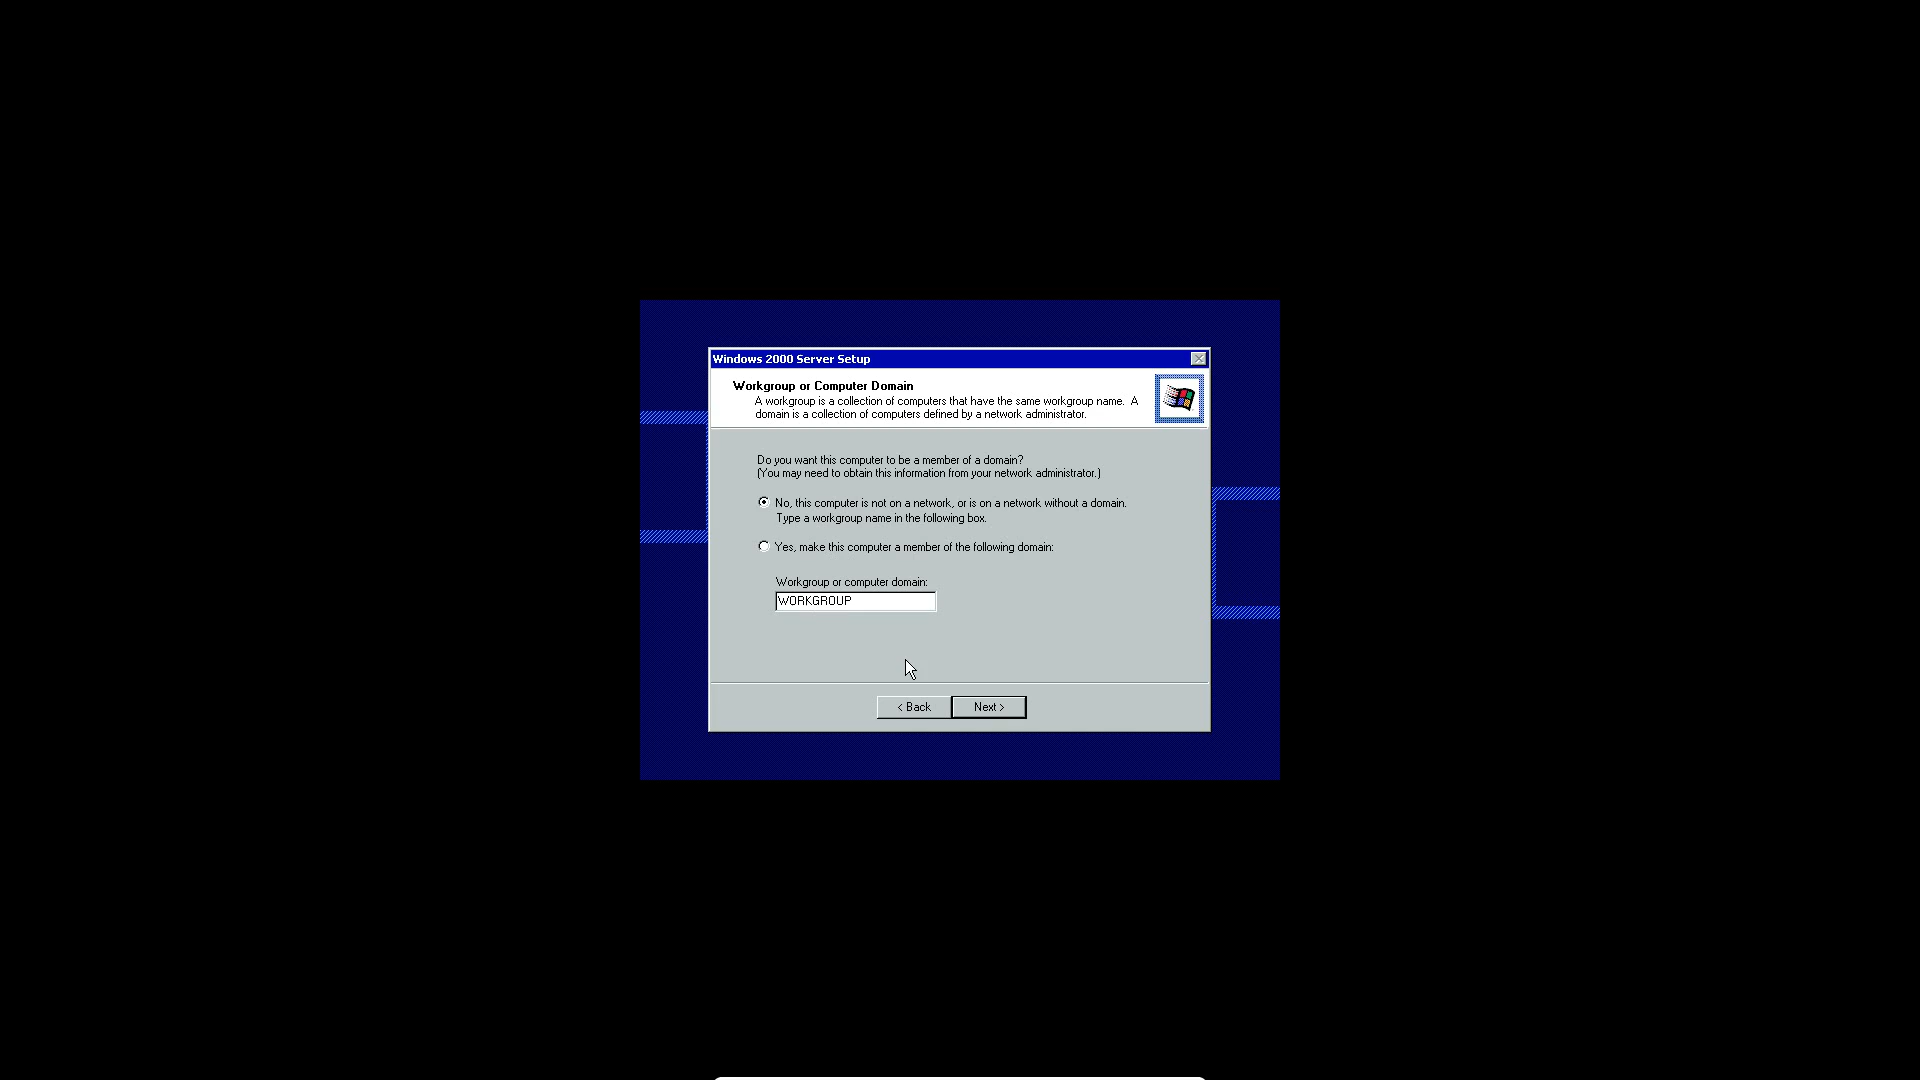 Windows 2000 Server Setup
Workgroup or Computer Domain
A workgroup is a collection of computers that have the same workgroup name. A
domain is a collection of computers defined by a network administrator.
Do you want this computer to be a member of a domain?
(You may need to obtain this information from your network administrator.)
No, this computer is not on a network, or is on a network without a domain.
Type a workgroup name in the following box.
Yes, make this computer a member of the following domain:
Workgroup or computer domain:
WORKGROUP
< Back
Next >